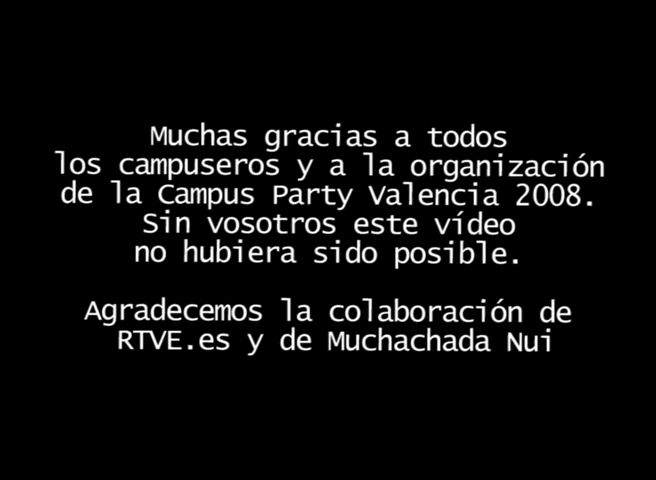 Muchas gracias a todos
los campuseros y a la organización
de la Campus Party Valencia 2008.
Sin vosotros este vídeo
no hubiera sido posible.
Agradecemos la colaboración de
RTVE.es y de Muchachada Nui